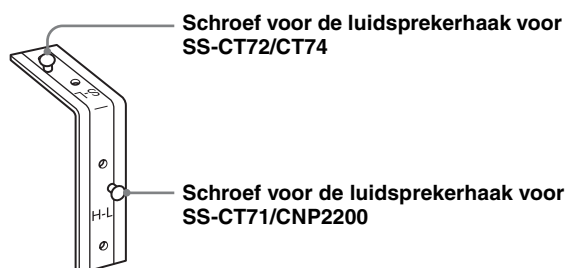 Schroef voor de luidsprekerhaak voor
SS-CT72/CT74
Schroef voor de luidsprekerhaak voor
SS-CT71/CNP2200
H-L